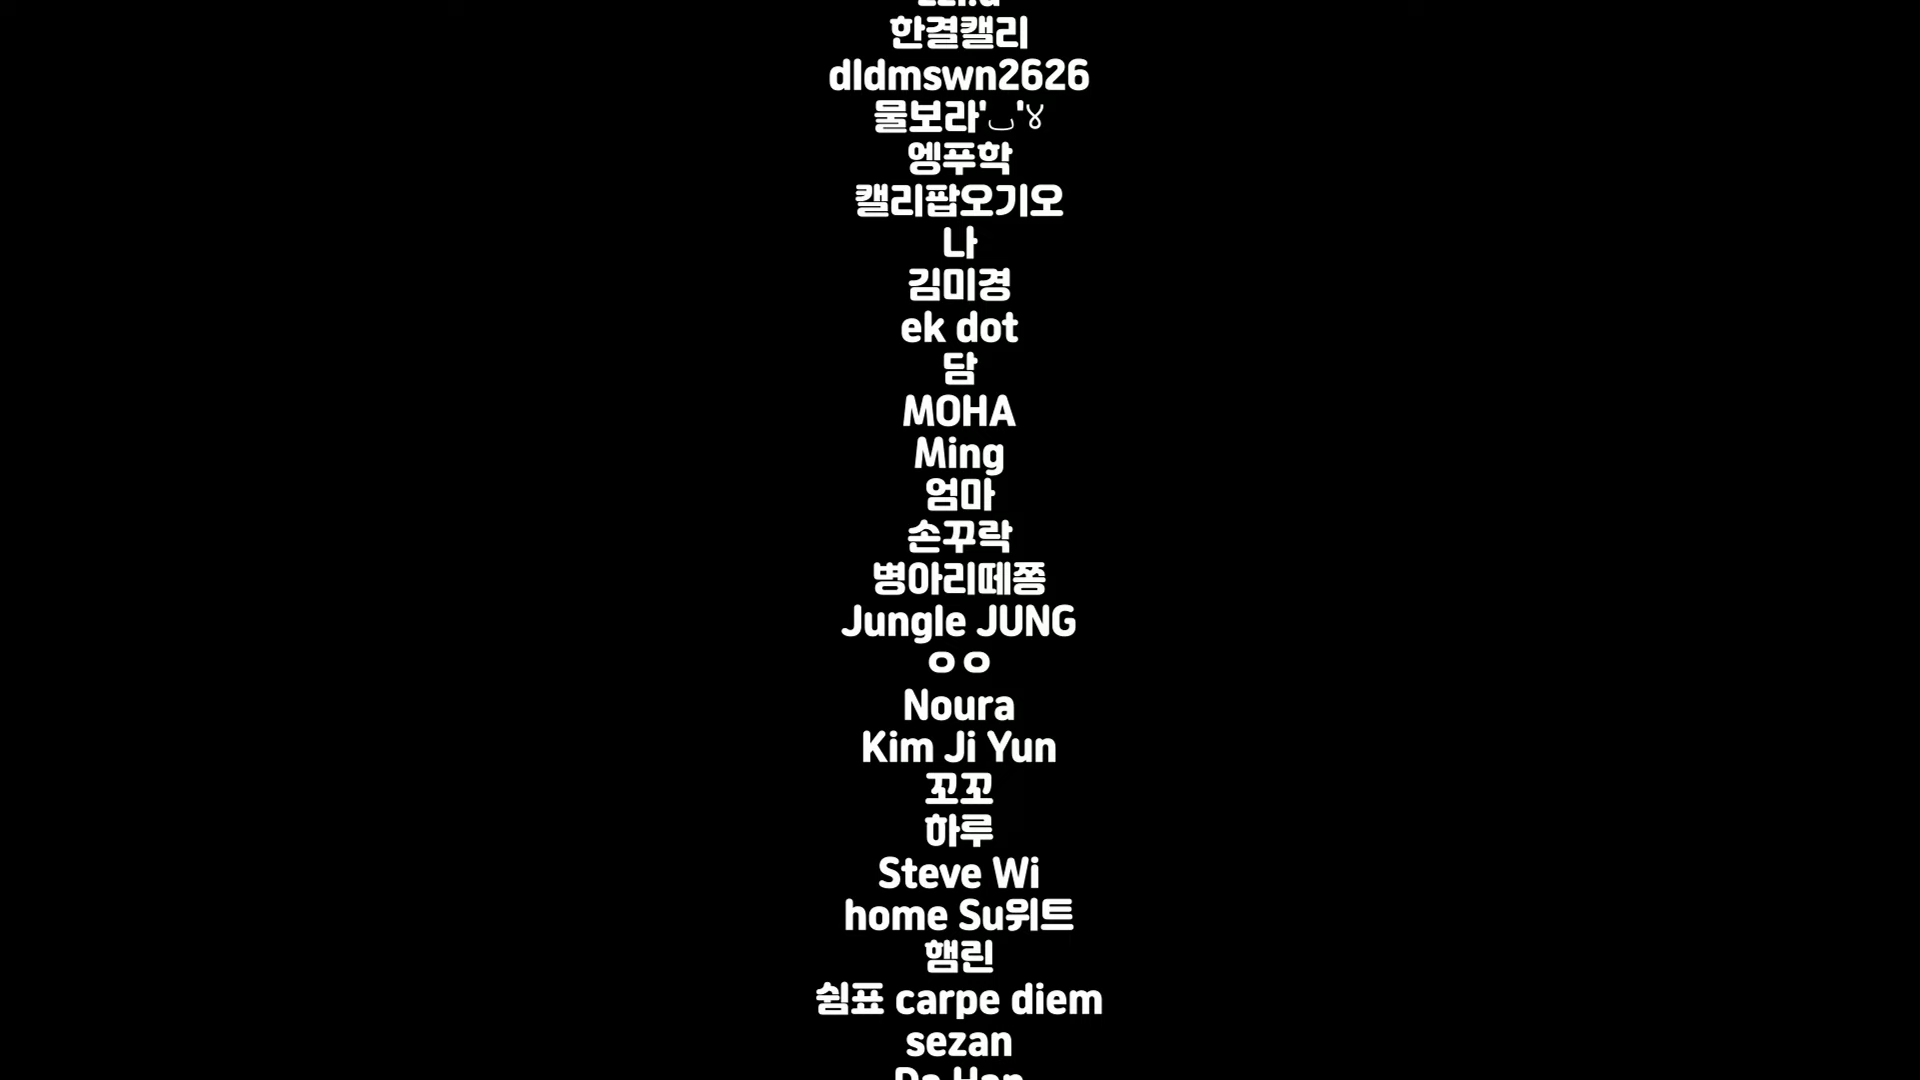 한결캘리
dldmswn2626
물보라'ت'ꔛ
엥푸학
캘리팝오기오
나
김미경
ek dot
담
MOHA
Ming
엄마
손꾸락
병아리떼쫑
Jungle JUNG
ㅇㅇ
Noura
Kim Ji Yun
꼬꼬
하루
Steve Wi
home Su위트
햄린
쉼표 carpe diem
sezan